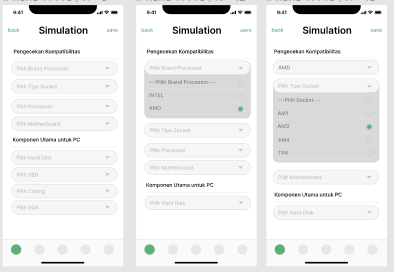 9:41
back Simulation save
Pengecekan Kompatibilitas
Pilih Brand Processor
Pilih Tipe Socket
Pilih Processor
Pilih Motherboard
Komponen Utama untuk PC
Pilih Hard Disk
Pilih SSD
Pilih Casing
Pilih VGA
9:41
back Simulation save
Pengecekan Kompatibilitas
Pilih Brand Processor
---Pilih Brand Processor---
INTEL
AMD
Pilih Tipe Socket
Pilih Processor
Pilih Motherboard
Komponen Utama untuk PC
Pilih Hard Disk
9:41
back Simulation save
Pengecekan Kompatibilitas
AMD
Pilih Tipe Socket
---Pilih Socket---
AM1
AM3
AM4
TR4
Pilih Motherboard
Komponen Utama untuk PC
Pilih Hard Disk